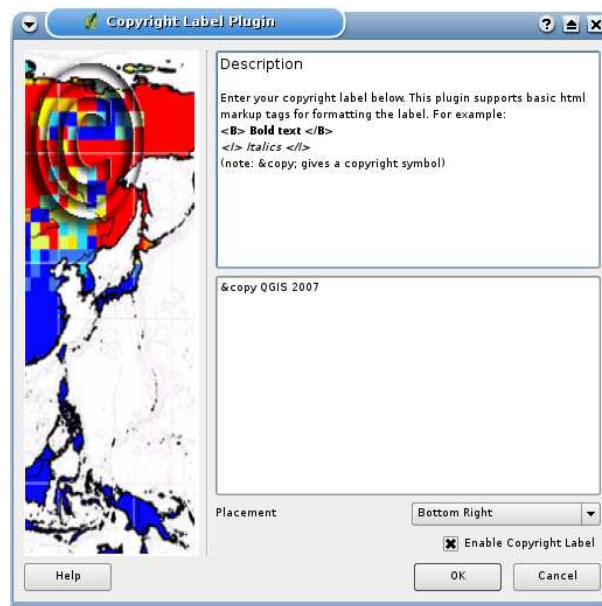 Copyright Label Plugin
?
Description
Enter your copyright label below. This plugin supports basic html
markup tags for formatting the label. For example:
<B> Bold text </B>
<I> Italics </I>
(note: &copy; gives a copyright symbol)
©
&copy QGIS 2007
Placement
Bottom Right
Enable Copyright Label
Help
OK
Cancel